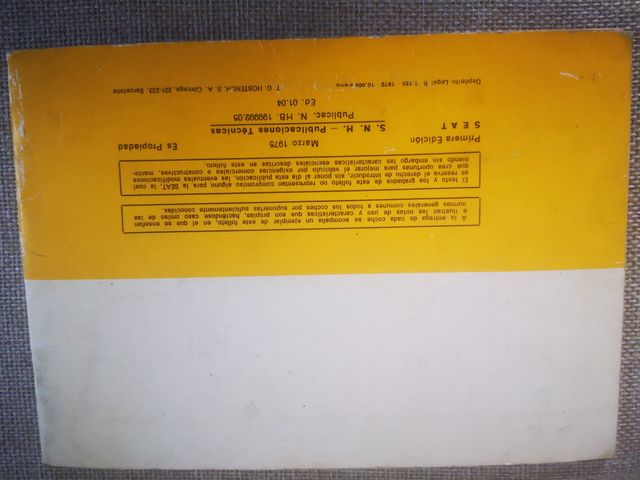 A la entrega de cada coche se acompaña un ejemplar de este folleto, en el que se enseñan
e ilustran las notas de uso y características que son propias, haciéndose caso omiso de las
normas generales comunes a todos los coches por suponerlas suficientemente conocidas.
El texto y los grabados de este folleto no representan compromiso alguno para la SEAT, la cual
se reserva el derecho de introducir, sin poner al día esta publicación, las eventuales modificaciones
que crea oportunas para mejorar el vehículo por exigencias comerciales o constructivas, mante-
niendo sin embargo las características esenciales descritas en este folleto.
Primera Edición Marzo 1975 Es Propiedad
SEAT S. N. H. — Publicaciones Técnicas
Publicac. N. HB. 199992.05
Ed. 01.04
Depósito Legal B. 7.155 - 1975 10.000 T. G. HOSTENCH, S. A. Córcega, 231-233. Barcelona